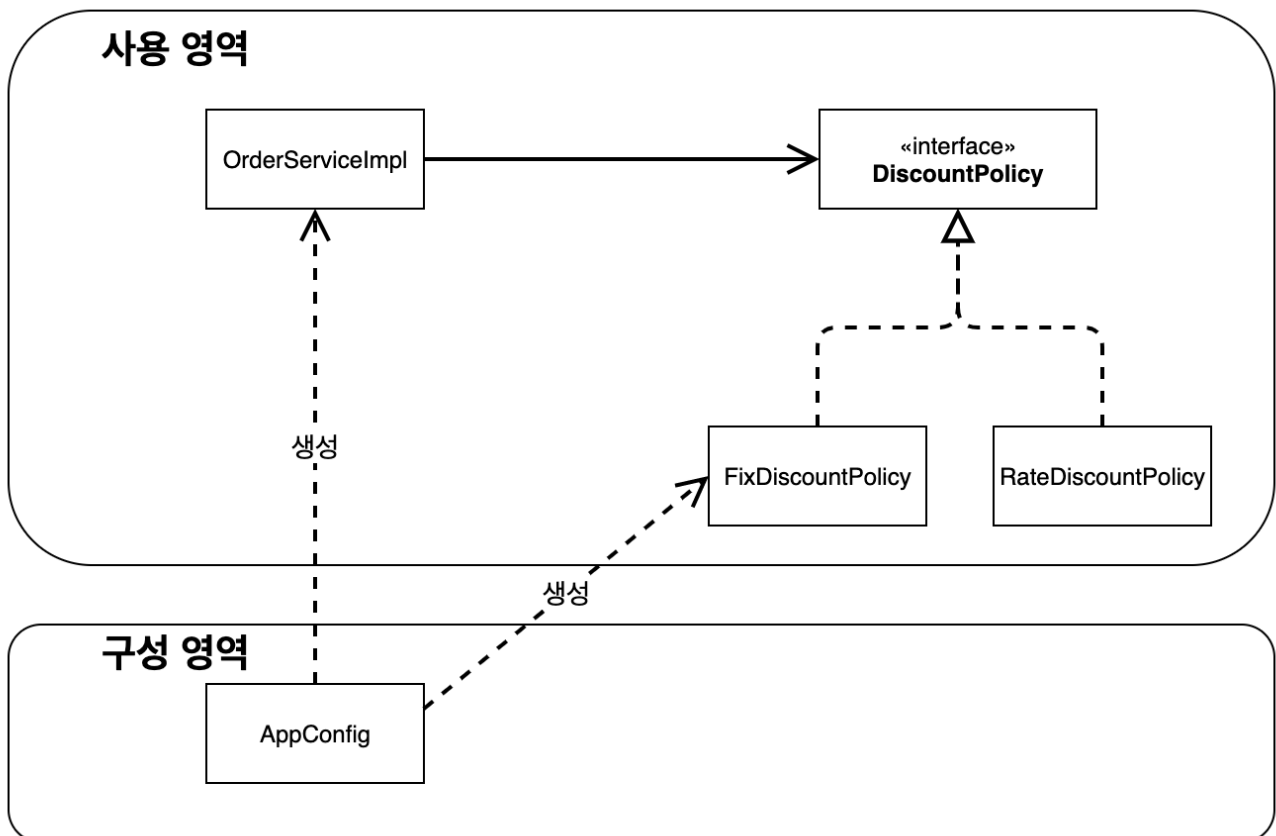 사용 영역
OrderServiceImpl
«interface»
DiscountPolicy
생성
FixDiscountPolicy
RateDiscountPolicy
생성
구성 영역
AppConfig